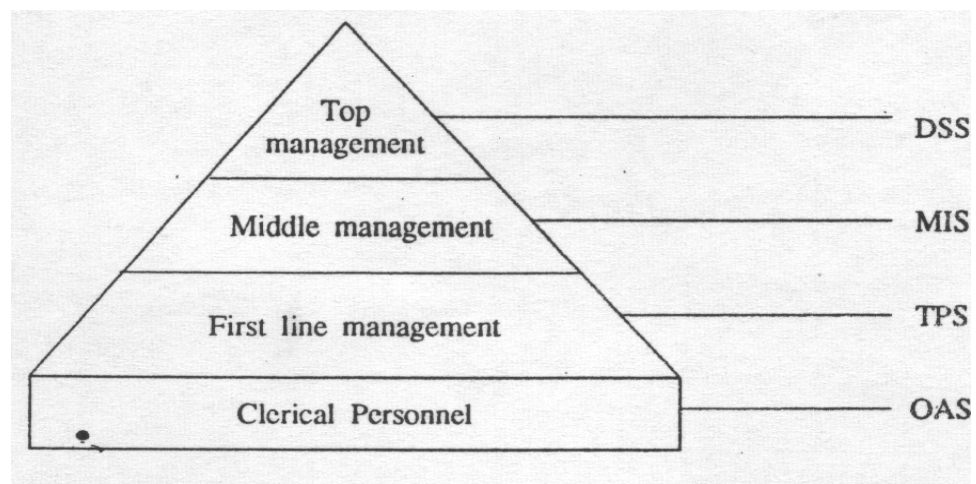 Top
management
DSS
Middle management
MIS
First line management
TPS
Clerical Personnel
OAS